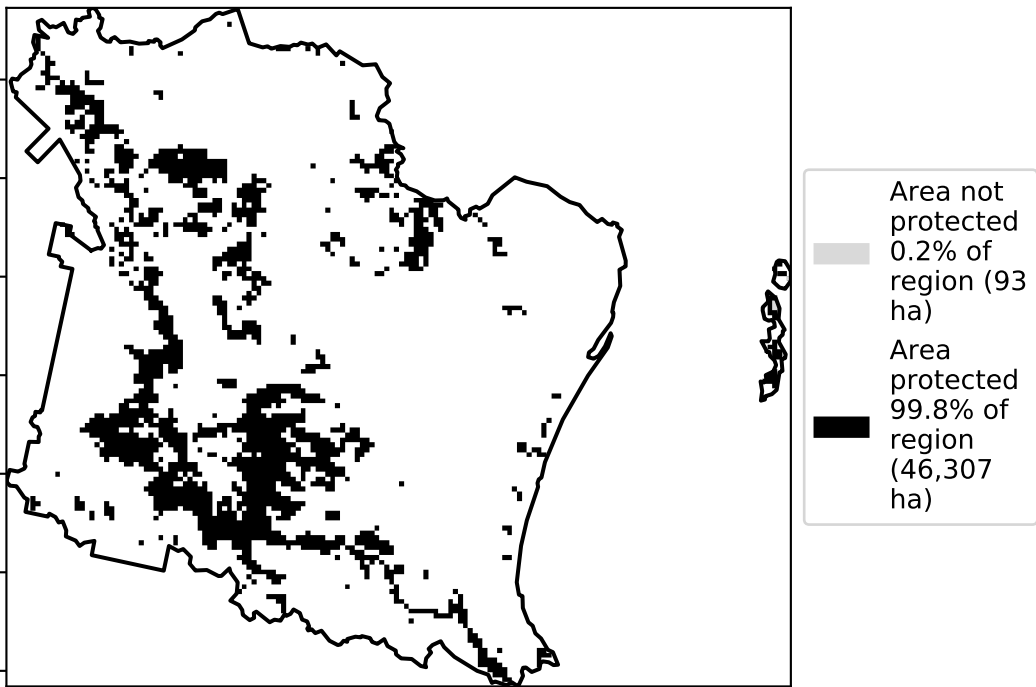 Area not
protected
0.2% of
region (93
ha)
Area
protected
99.8% of
region
(46,307
ha)